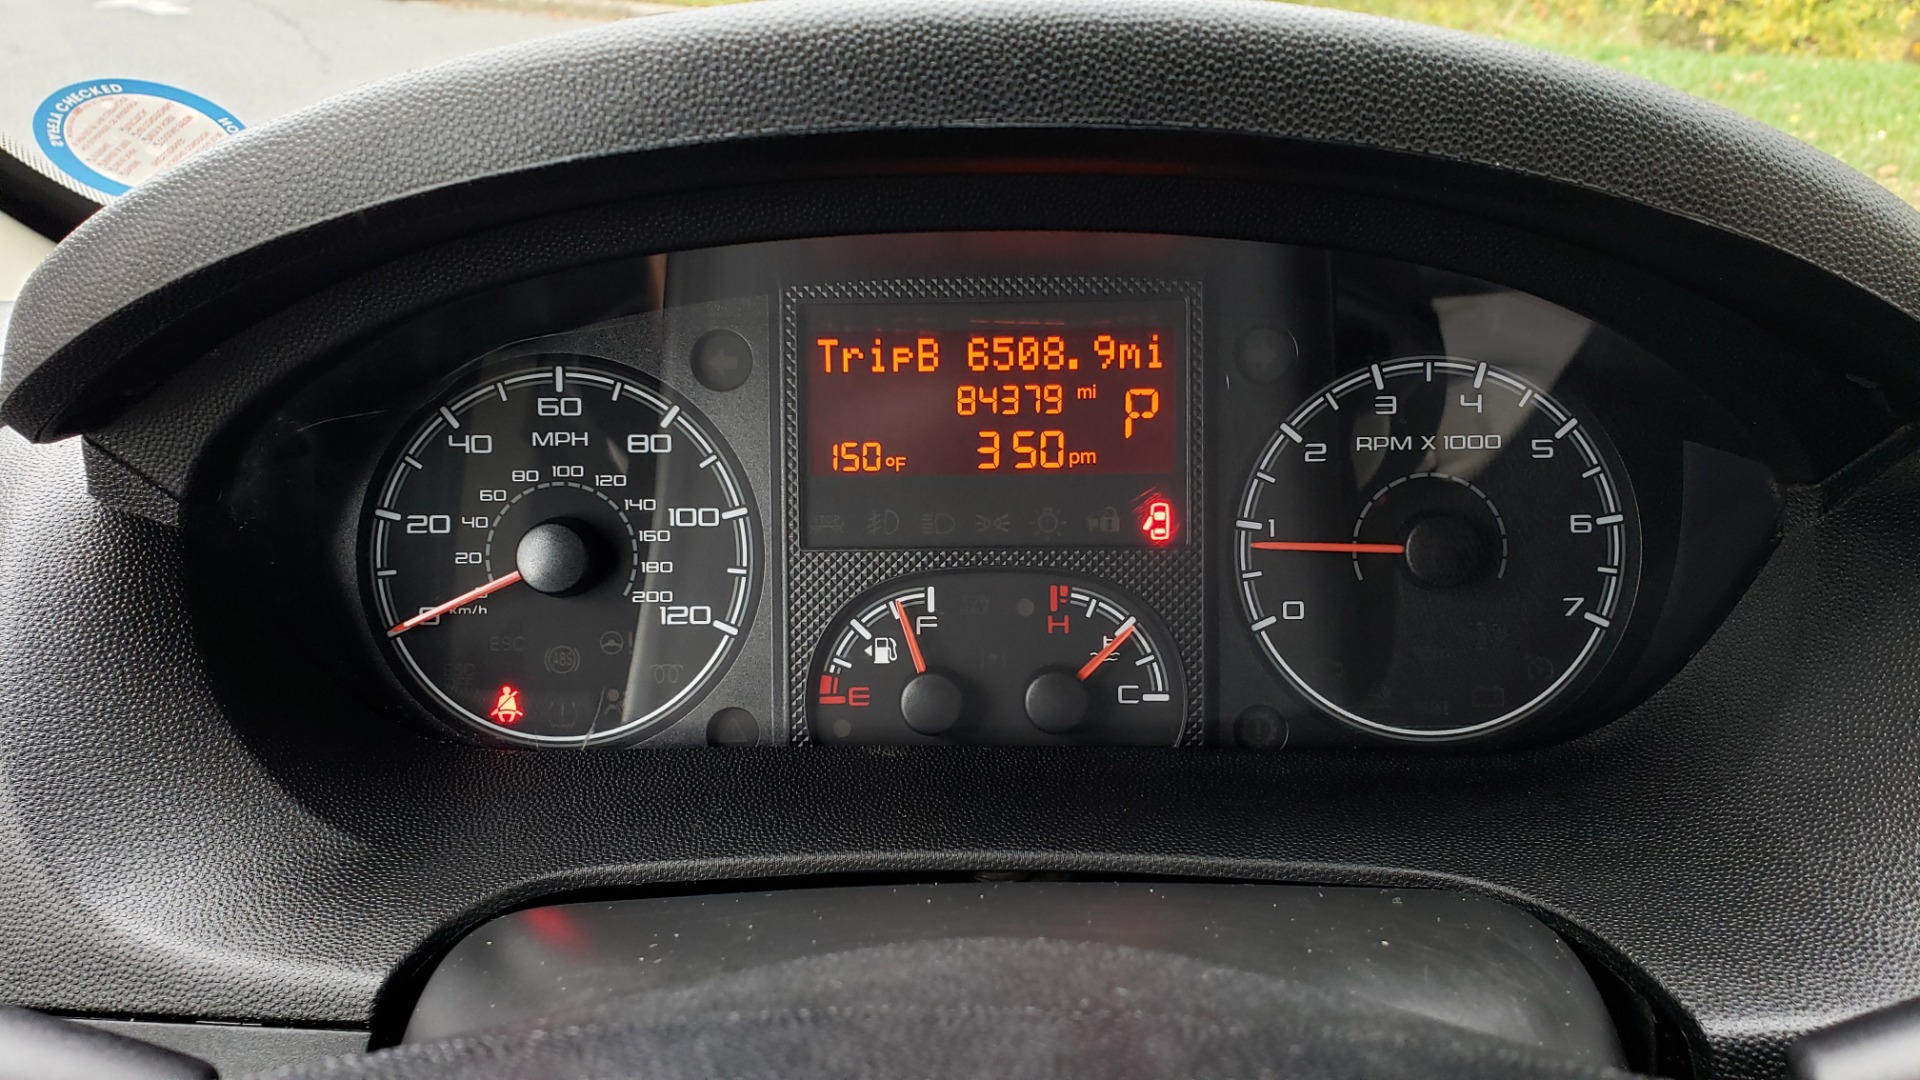 SAFETY CHECKED
TripB 6508.9mi
84379 mi
P
150°F 350pm
60
MPH
40 80
80 100 120
60 140
20 40 100
160
20 180
200
0 km/h 120
ESC
ABS
F
E
H
C
3 4
2 RPM X 1000 5
1 6
0 7